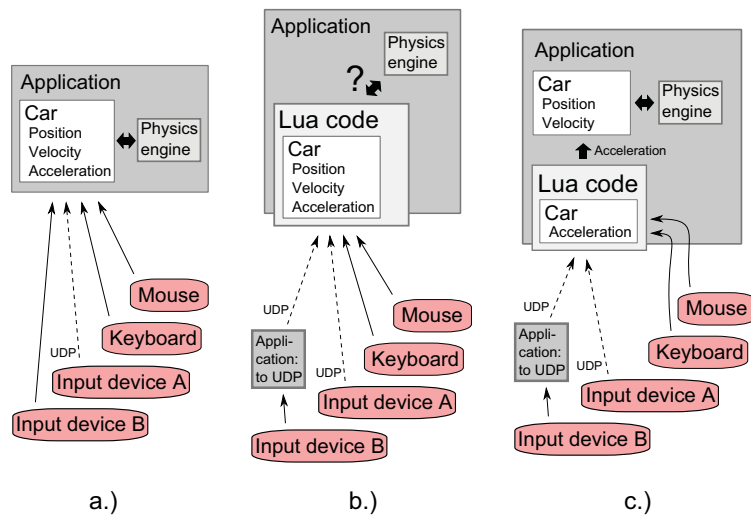 Application
Car
Position
Velocity
Acceleration
Physics
engine
UDP
Mouse
Keyboard
Input device A
Input device B
a.)
Application
Physics
engine
?
Lua code
Car
Position
Velocity
Acceleration
UDP
Appli-
cation:
to UDP
UDP
Mouse
Keyboard
Input device A
Input device B
b.)
Application
Car
Position
Velocity
Physics
engine
Acceleration
Lua code
Car
Acceleration
UDP
Appli-
cation:
to UDP
UDP
Mouse
Keyboard
Input device A
Input device B
c.)